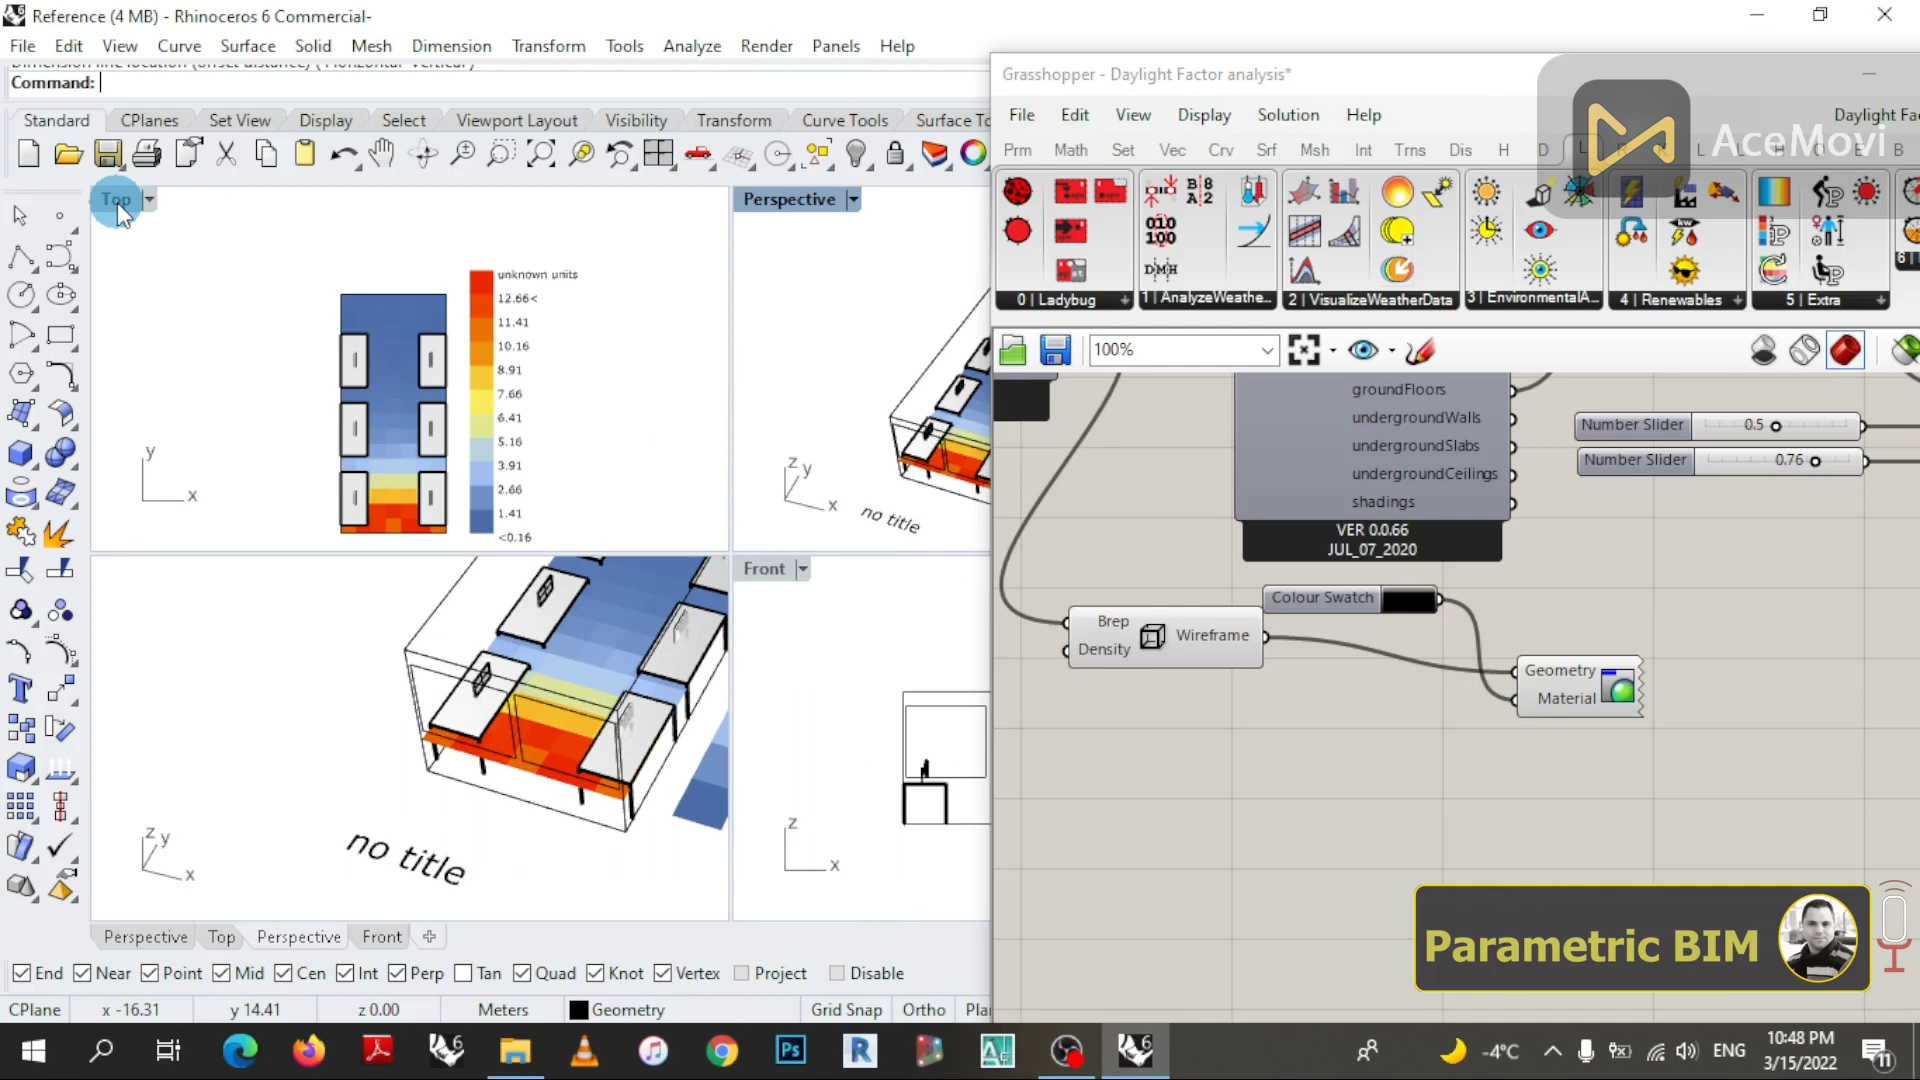 Reference (4 MB) - Rhinoceros 6 Commercial-
File Edit View Curve Surface Solid Mesh Dimension Transform Tools Analyze Render Panels Help
Command:
Standard CPlanes Set View Display Select Viewport Layout Visibility Transform Curve Tools Surface To
Top
Perspective
unknown units
12.66<
11.41
10.16
8.91
7.66
6.41
5.16
3.91
2.66
1.41
<0.16
y
x
z y
x
no title
Front
z y
x
no title
z
x
Perspective Top Perspective Front
End Near Point Mid Cen Int Perp Tan Quad Knot Vertex Project Disable
CPlane x -16.31 y 14.41 z 0.00 Meters Geometry Grid Snap Ortho Plan
Grasshopper - Daylight Factor analysis*
File Edit View Display Solution Help
Daylight Fa
AceMovi
Prm Math Set Vec Crv Srf Msh Int Trns Dis H D L
0 | Ladybug
1 | AnalyzeWeathe...
2 | VisualizeWeatherData
3 | EnvironmentalA...
4 | Renewables
5 | Extra
6 |
100%
groundFloors
undergroundWalls
undergroundSlabs
undergroundCeilings
shadings
VER 0.0.66
JUL_07_2020
Number Slider 0.5
Number Slider 0.76
Colour Swatch
Brep
Density
Wireframe
Geometry
Material
Parametric BIM
-4°C ENG
10:48 PM
3/15/2022
11